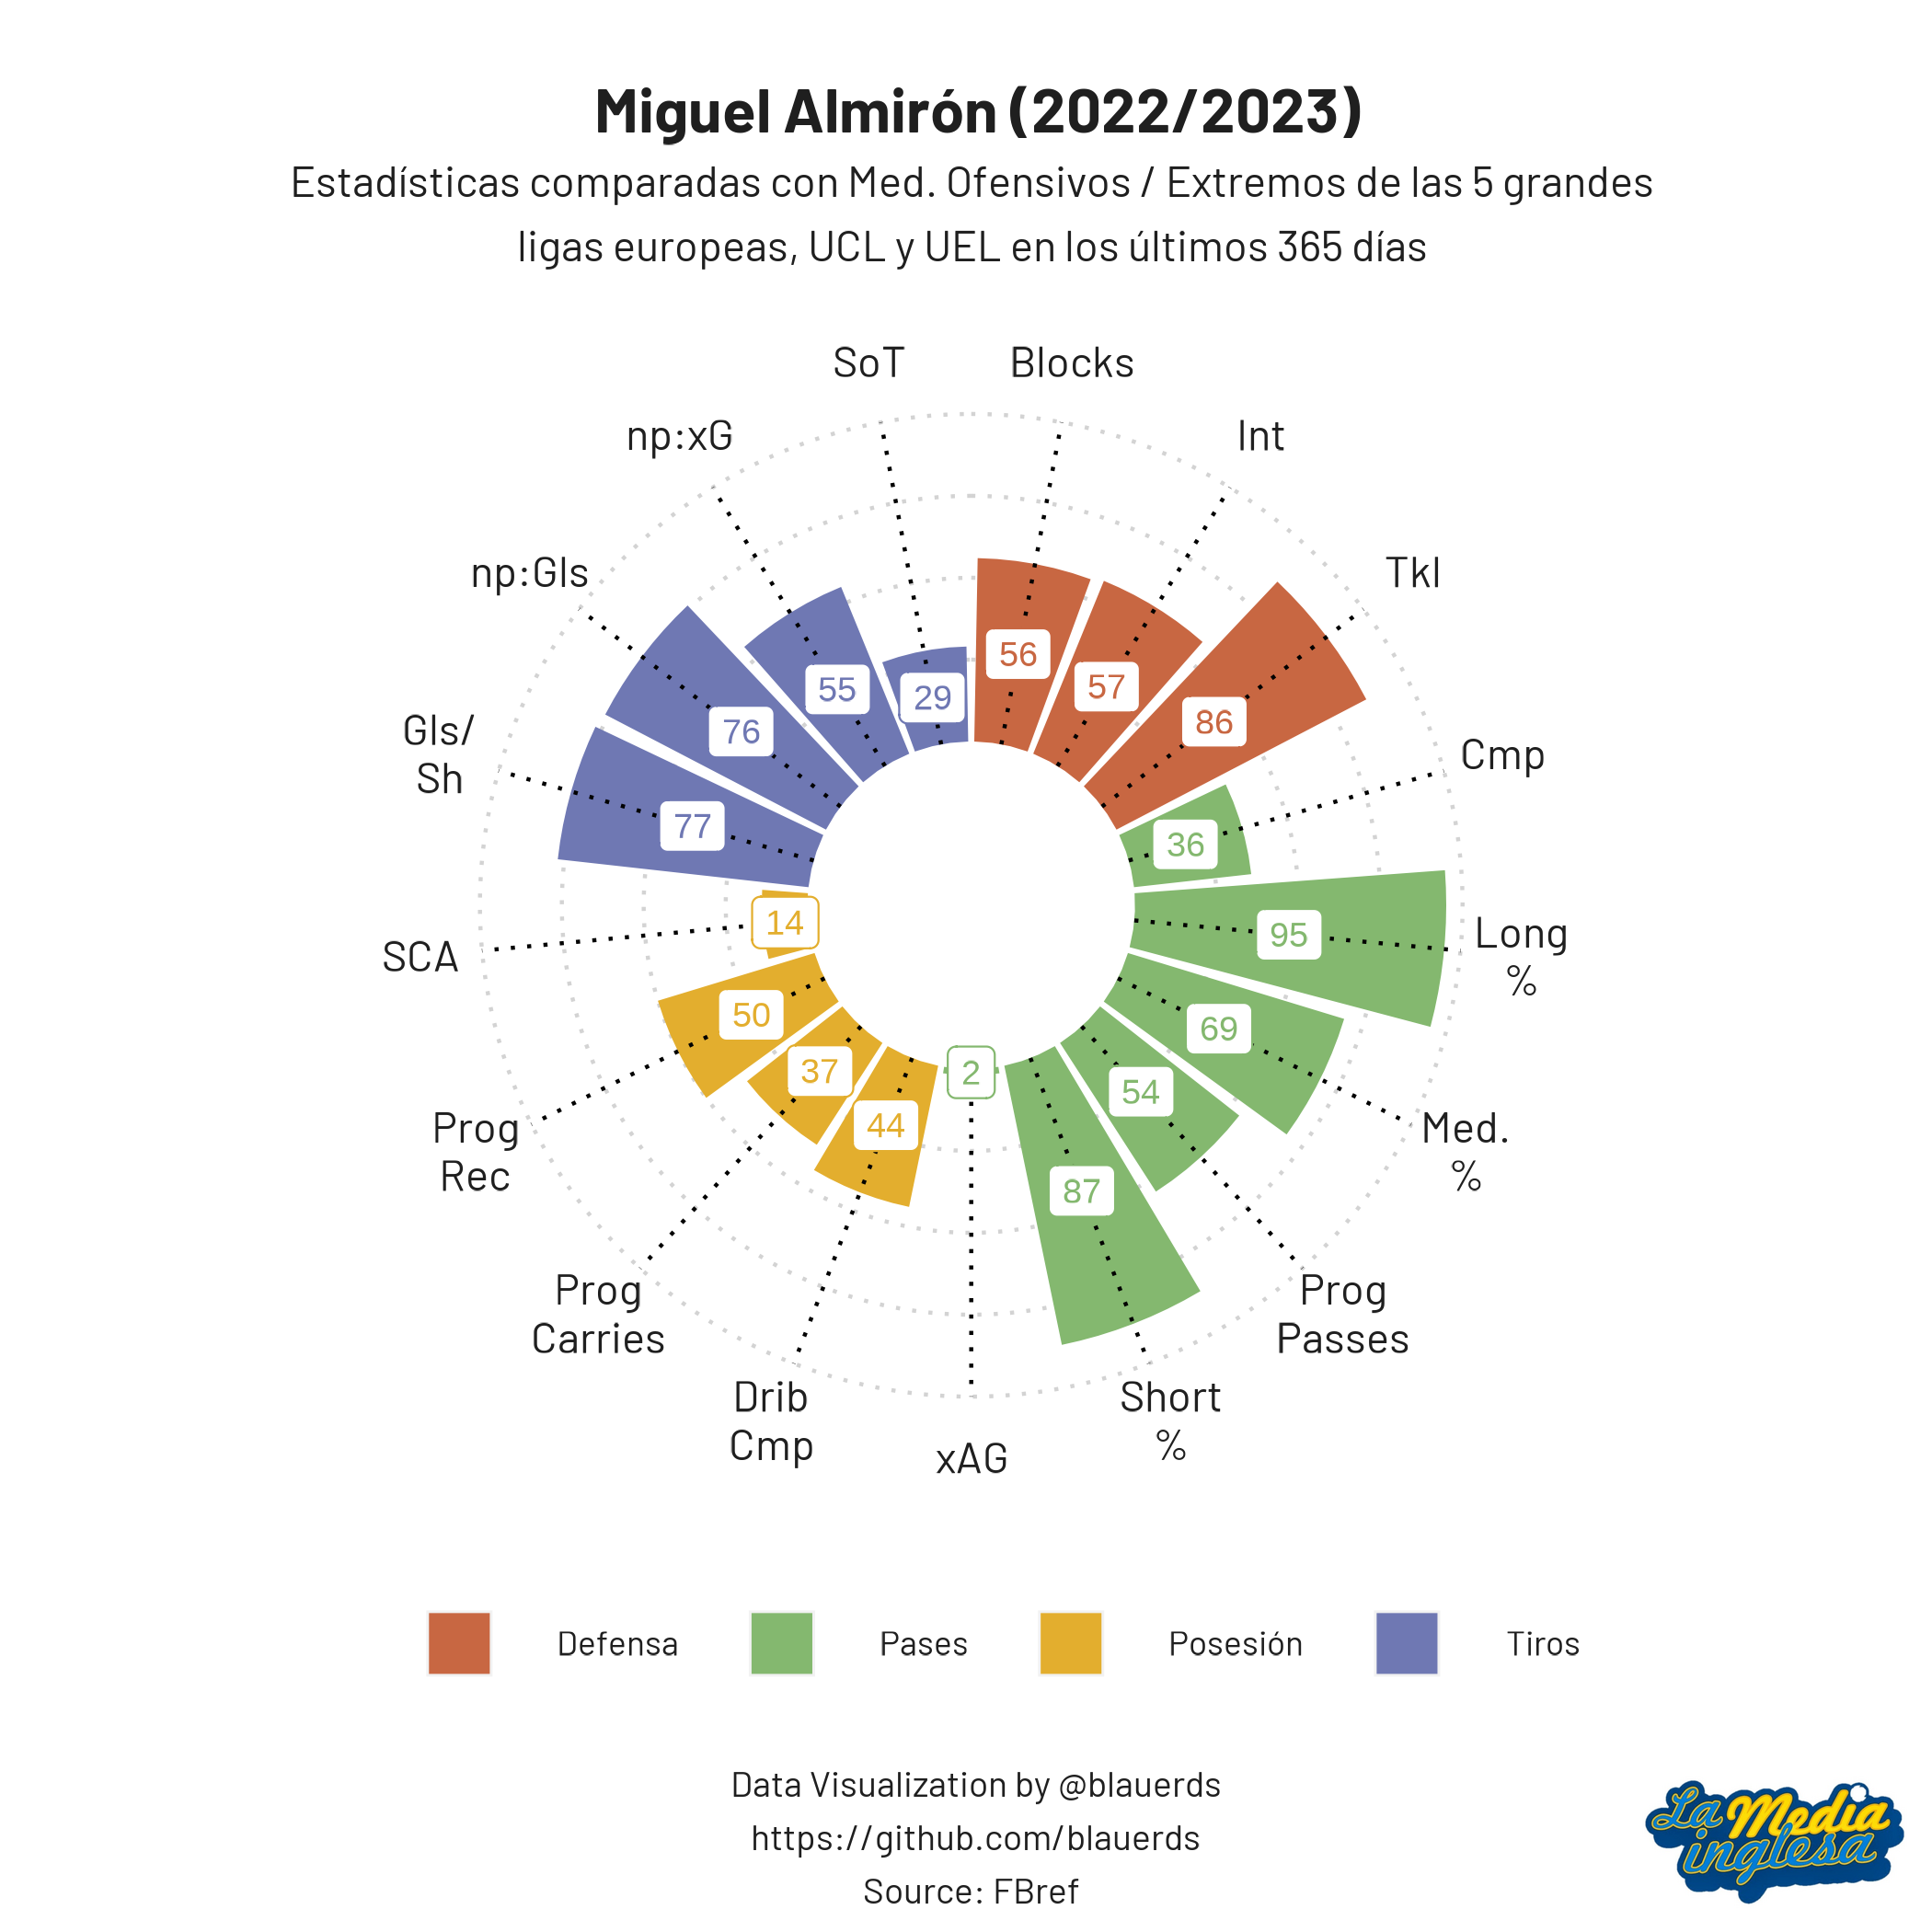 Miguel Almirón (2022/2023)
Estadísticas comparadas con Med. Ofensivos / Extremos de las 5 grandes
ligas europeas, UCL y UEL en los últimos 365 días
SoT
Blocks
np:xG
Int
np:Gls
Tkl
Gls/
Sh
Cmp
SCA
Long
%
Prog
Rec
Med.
%
Prog
Carries
Prog
Passes
Drib
Cmp
xAG
Short
%
56
57
86
36
95
69
54
87
2
44
37
50
14
77
76
55
29
Defensa
Pases
Posesión
Tiros
Data Visualization by @blauerds
https://github.com/blauerds
Source: FBref
La Media
inglesa